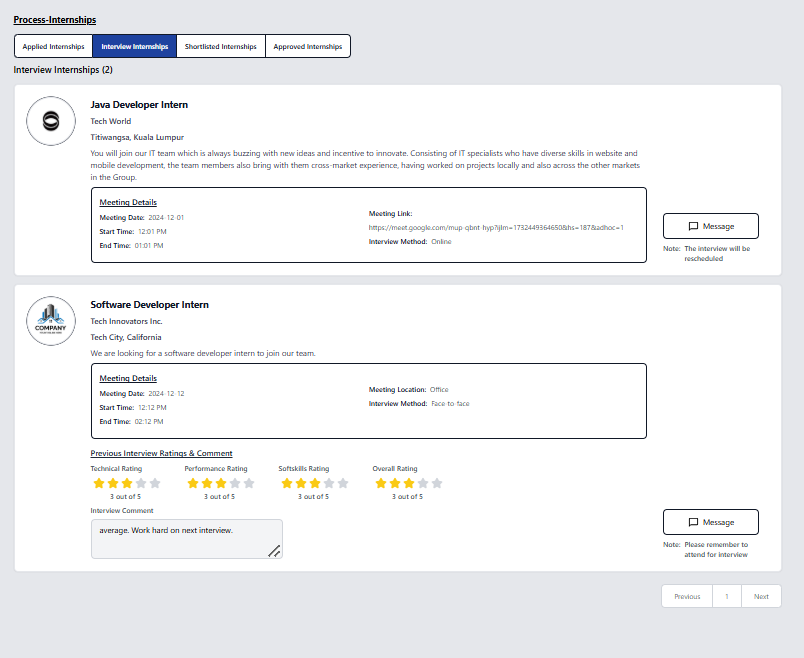 Process-Internships
Applied Internships Interview Internships Shortlisted Internships Approved Internships
Interview Internships (2)
Java Developer Intern
Tech World
Titiwangsa, Kuala Lumpur
You will join our IT team which is always buzzing with new ideas and incentive to innovate. Consisting of IT specialists who have diverse skills in website and
mobile development, the team members also bring with them cross-market experience, having worked on projects locally and also across the other markets
in the Group.
Meeting Details
Meeting Date: 2024-12-01
Start Time: 12:01 PM
End Time: 01:01 PM
Meeting Link:
https://meet.google.com/mup-qbnt-hyp?ijlm=1732449364650&hs=187&adhoc=1
Interview Method: Online
Message
Note: The interview will be
rescheduled
COMPANY
Software Developer Intern
Tech Innovators Inc.
Tech City, California
We are looking for a software developer intern to join our team.
Meeting Details
Meeting Date: 2024-12-12
Start Time: 12:12 PM
End Time: 02:12 PM
Meeting Location: Office
Interview Method: Face-to-face
Previous Interview Ratings & Comment
Technical Rating Performance Rating Softskills Rating Overall Rating
3 out of 5 3 out of 5 3 out of 5 3 out of 5
Interview Comment
average. Work hard on next interview.
Message
Note: Please remember to
attend for interview
Previous 1 Next